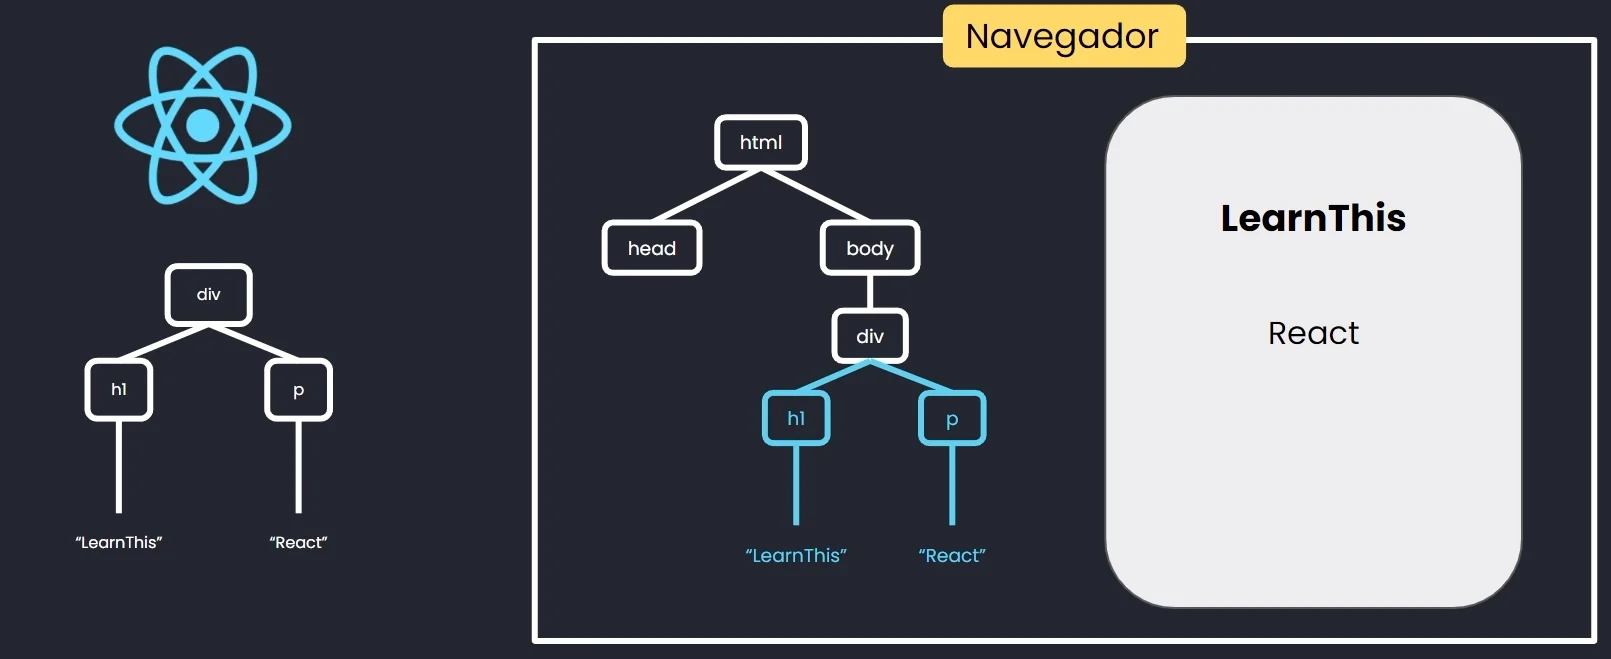 Navegador
div
h1
p
“LearnThis”
“React”
html
head
body
div
h1
p
“LearnThis”
“React”
LearnThis
React